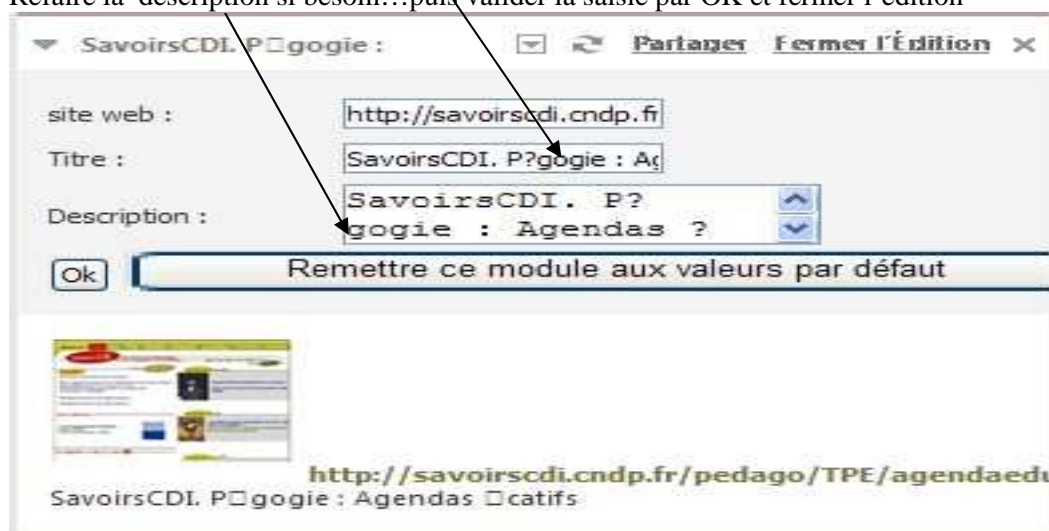 Refaire la description si besoin…puis valider la saisie par OK et fermer l'édition
SavoirsCDI. P□gogie : Partager Fermer l'Édition
site web : http://savoirscdi.cndp.fr
Titre : SavoirsCDI. P?gogie : Ag
Description : SavoirsCDI. P?
gogie : Agendas ?
Ok Remettre ce module aux valeurs par défaut
http://savoirscdi.cndp.fr/pedago/TPE/agendaedu
SavoirsCDI. P□gogie : Agendas □catifs